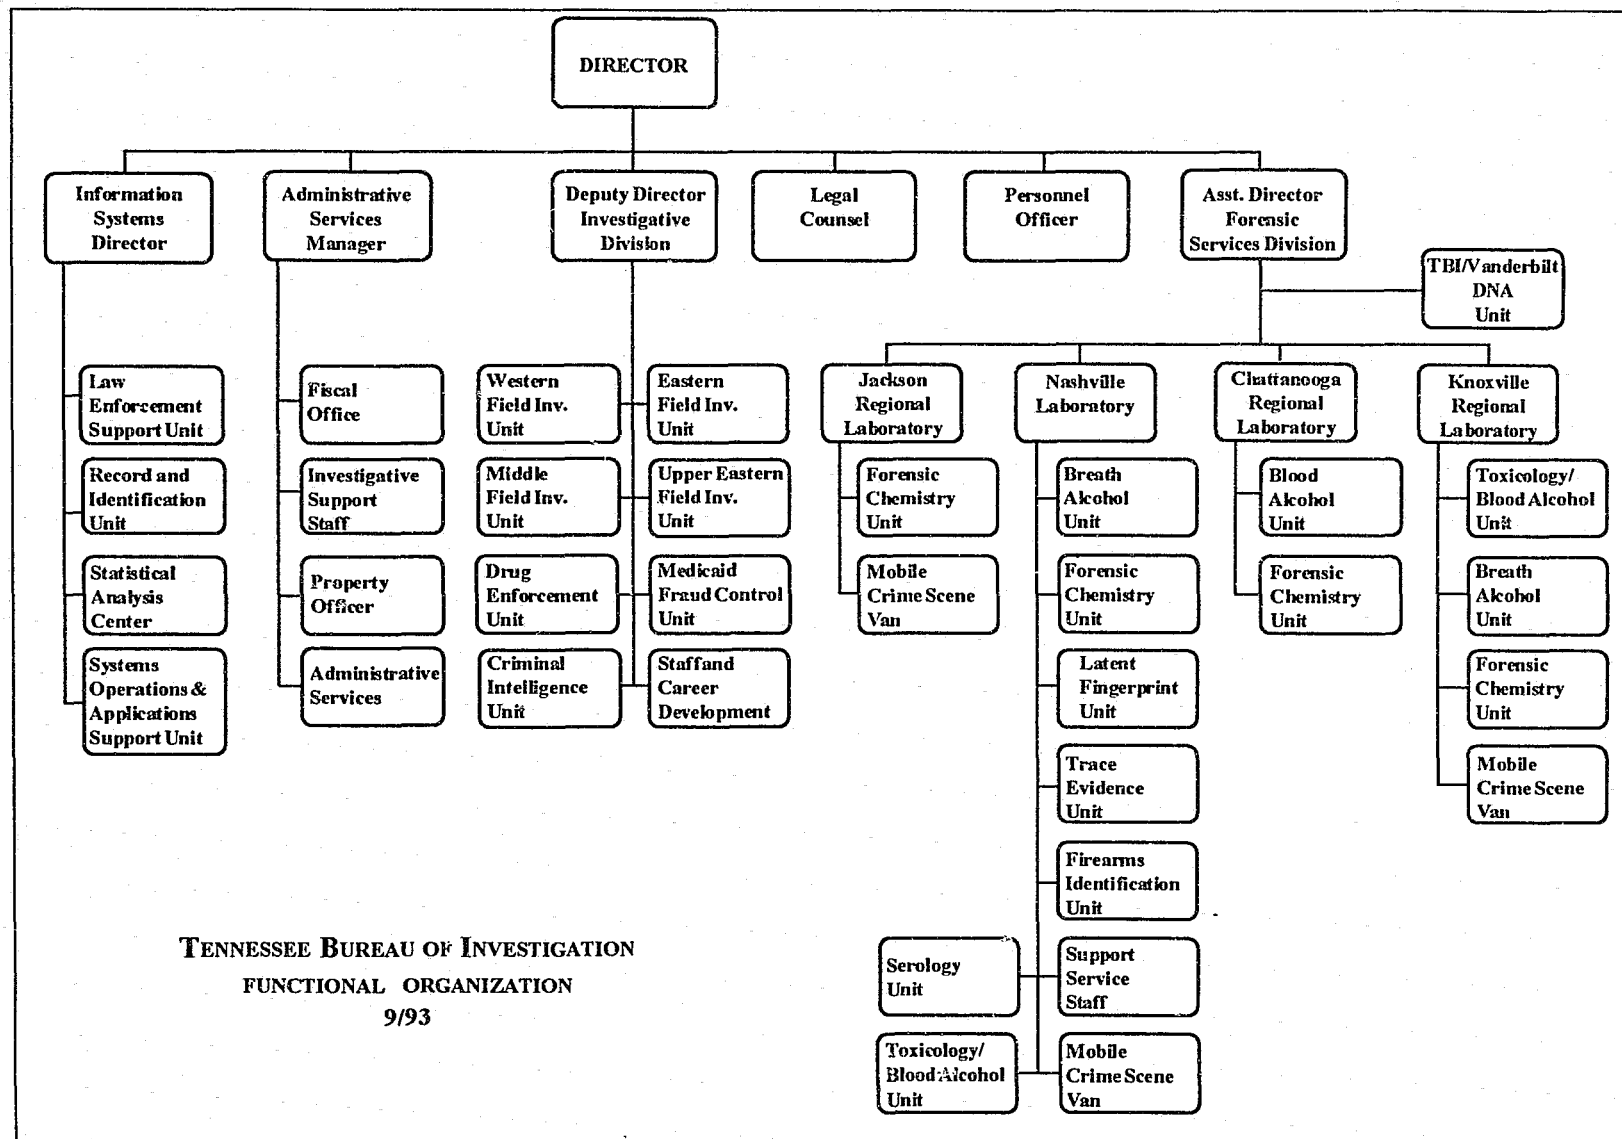 DIRECTOR
Information
Systems
Director
Administrative
Services
Manager
Deputy Director
Investigative
Division
Legal
Counsel
Personnel
Officer
Asst. Director
Forensic
Services Division
TBI/Vanderbilt
DNA
Unit
Law
Enforcement
Support Unit
Record and
Identification
Unit
Statistical
Analysis
Center
Systems
Operations &
Applications
Support Unit
Fiscal
Office
Investigative
Support
Staff
Property
Officer
Administrative
Services
Western
Field Inv.
Unit
Eastern
Field Inv.
Unit
Middle
Field Inv.
Unit
Upper Eastern
Field Inv.
Unit
Drug
Enforcement
Unit
Medicaid
Fraud Control
Unit
Criminal
Intelligence
Unit
Staff and
Career
Development
Jackson
Regional
Laboratory
Forensic
Chemistry
Unit
Mobile
Crime Scene
Van
Nashville
Laboratory
Breath
Alcohol
Unit
Forensic
Chemistry
Unit
Latent
Fingerprint
Unit
Trace
Evidence
Unit
Firearms
Identification
Unit
Serology
Unit
Support
Service
Staff
Toxicology/
Blood Alcohol
Unit
Mobile
Crime Scene
Van
Chattanooga
Regional
Laboratory
Blood
Alcohol
Unit
Forensic
Chemistry
Unit
Knoxville
Regional
Laboratory
Toxicology/
Blood Alcohol
Unit
Breath
Alcohol
Unit
Forensic
Chemistry
Unit
Mobile
Crime Scene
Van
TENNESSEE BUREAU OF INVESTIGATION
FUNCTIONAL ORGANIZATION
9/93